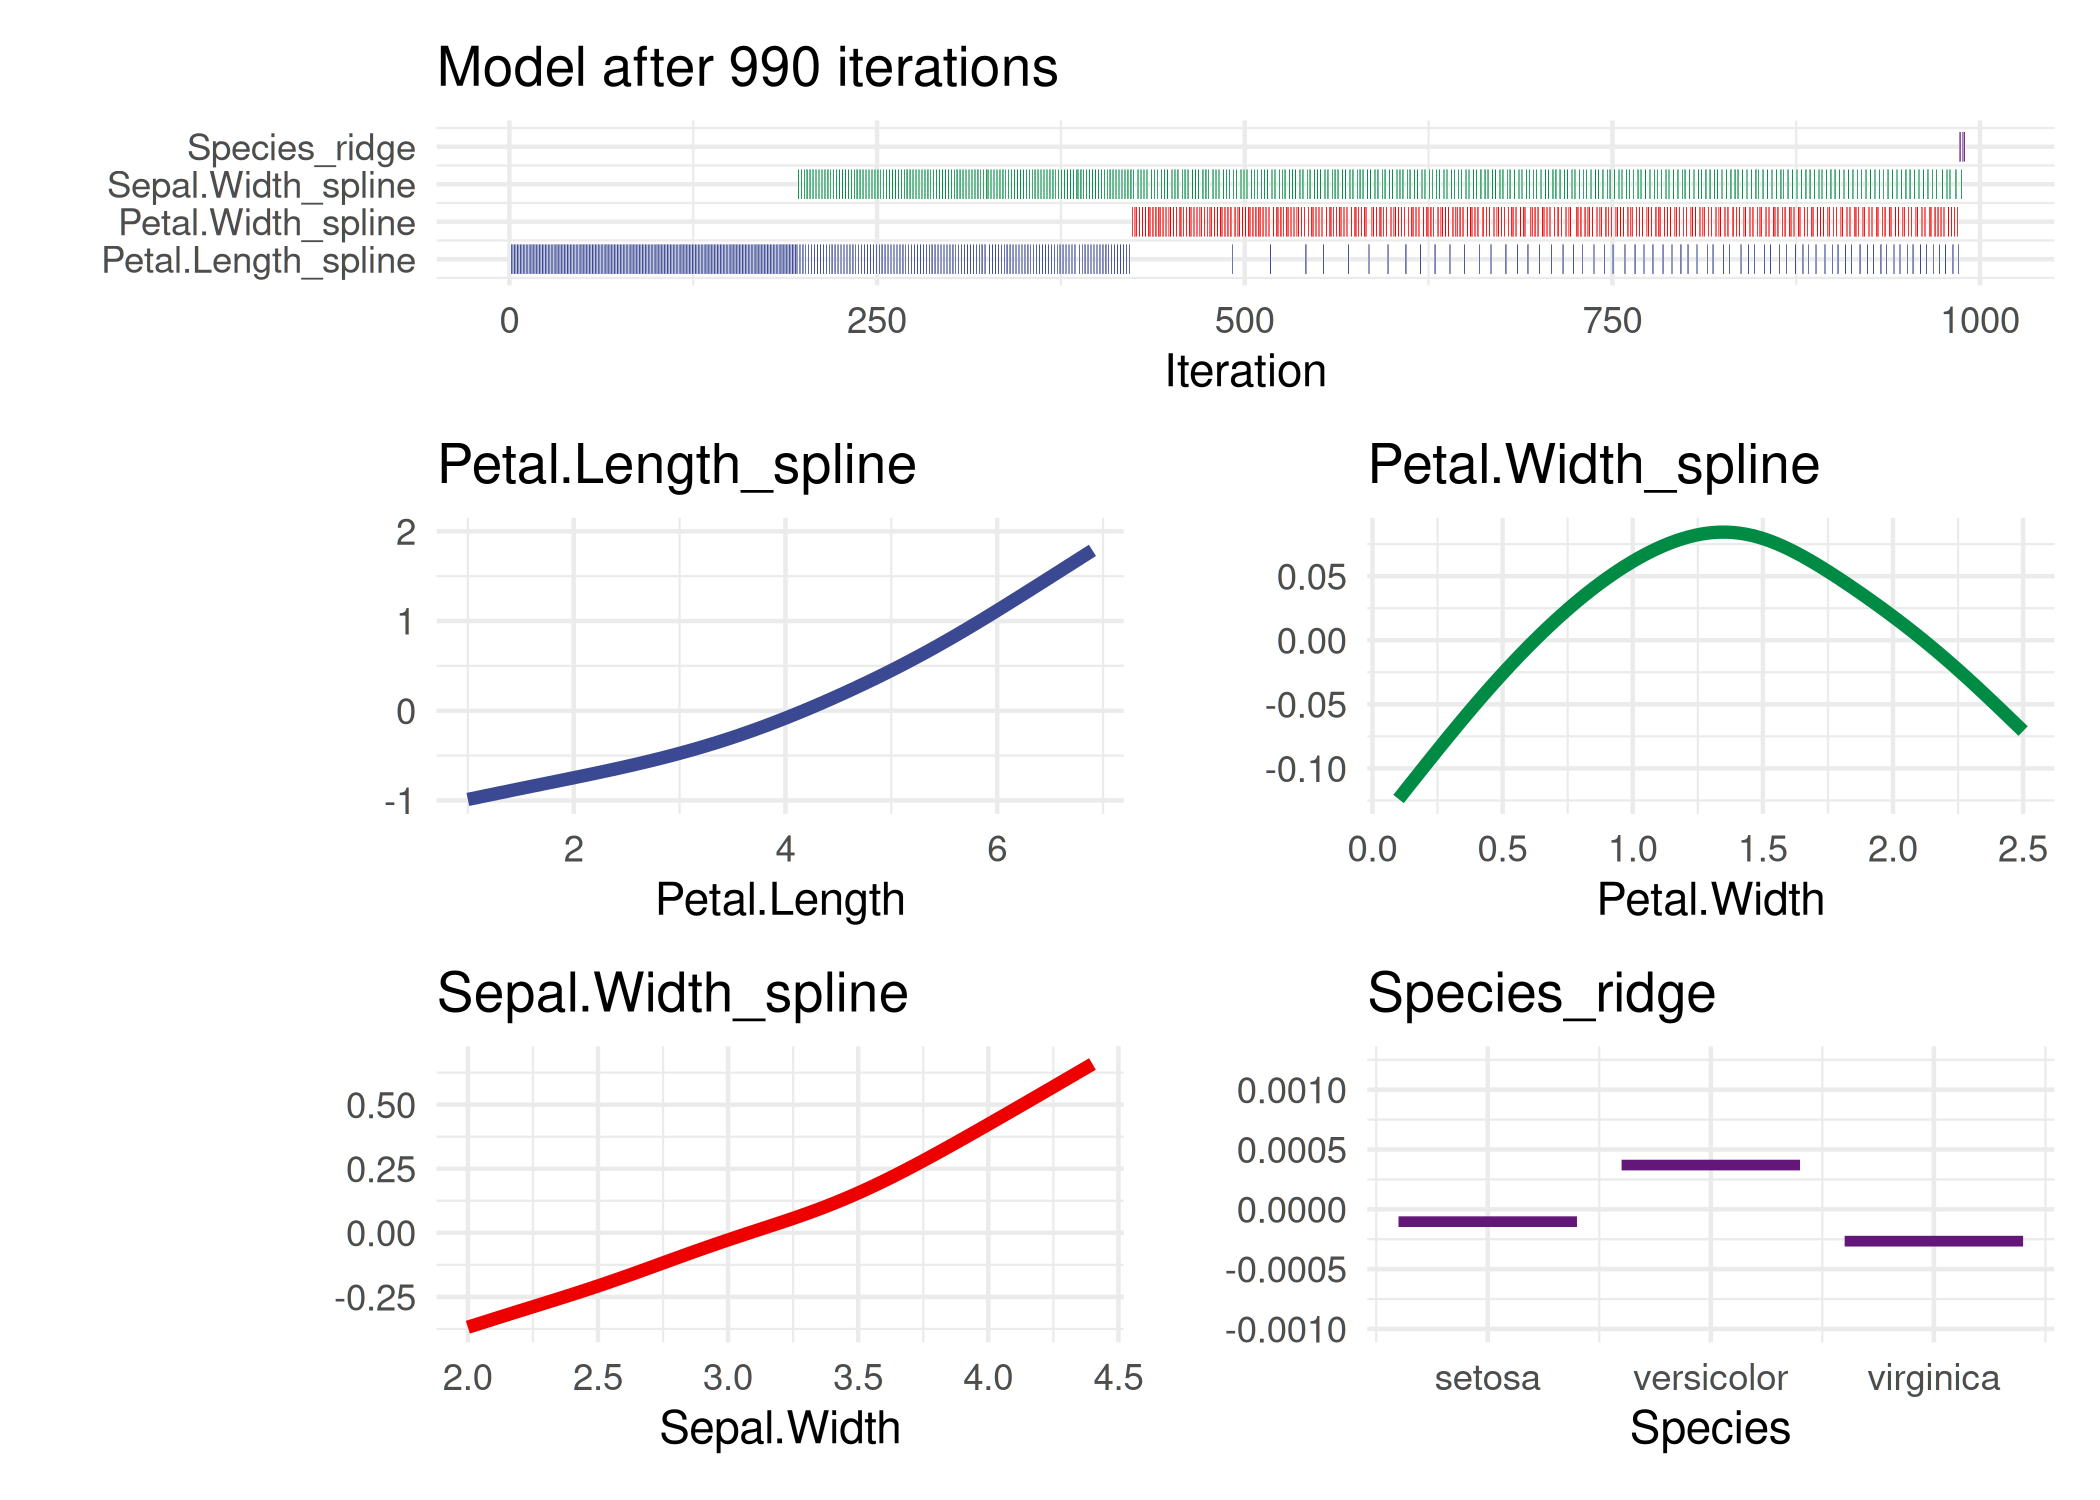 Model after 990 iterations
Species_ridge
Sepal.Width_spline
Petal.Width_spline
Petal.Length_spline
0 250 500 750 1000
Iteration
Petal.Length_spline
2
1
0
-1
2 4 6
Petal.Length
Petal.Width_spline
0.05
0.00
-0.05
-0.10
0.0 0.5 1.0 1.5 2.0 2.5
Petal.Width
Sepal.Width_spline
0.50
0.25
0.00
-0.25
2.0 2.5 3.0 3.5 4.0 4.5
Sepal.Width
Species_ridge
0.0010
0.0005
0.0000
-0.0005
-0.0010
setosa versicolor virginica
Species